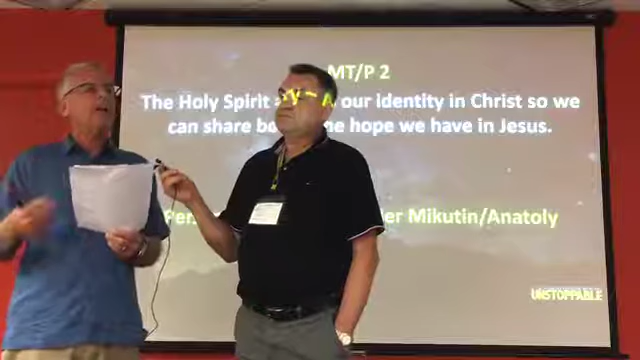 MT/P 2
The Holy Spirit our identity in Christ so we
can share hope we have in Jesus.
Mikutin/Anatoly
UNSTOPPABLE